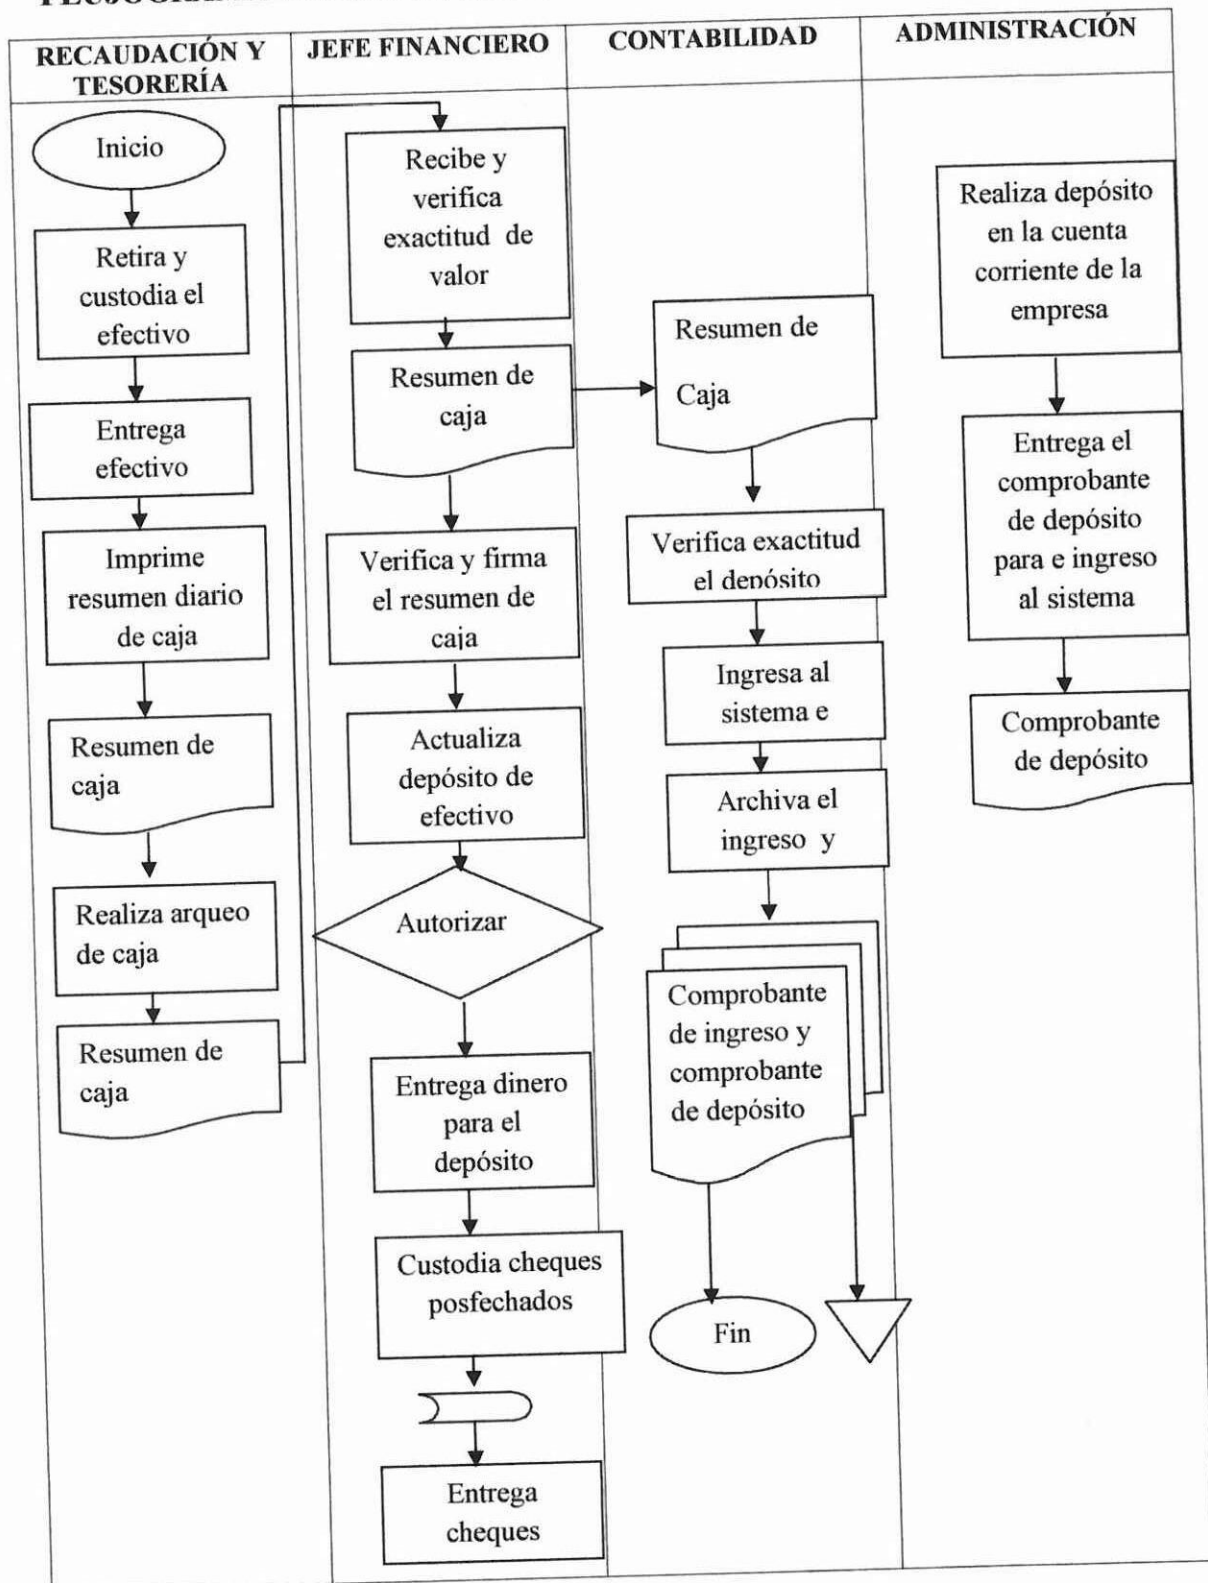 RECAUDACIÓN Y
TESORERÍA
JEFE FINANCIERO
CONTABILIDAD
ADMINISTRACIÓN
Inicio
Retira y
custodia el
efectivo
Entrega
efectivo
Imprime
resumen diario
de caja
Resumen de
caja
Realiza arqueo
de caja
Resumen de
caja
Recibe y
verifica
exactitud de
valor
Resumen de
caja
Verifica y firma
el resumen de
caja
Actualiza
depósito de
efectivo
Autorizar
Entrega dinero
para el
depósito
Custodia cheques
posfechados
Entrega
cheques
Resumen de
Caja
Verifica exactitud
el depósito
Ingresa al
sistema e
Archiva el
ingreso y
Comprobante
de ingreso y
comprobante
de depósito
Fin
Realiza depósito
en la cuenta
corriente de la
empresa
Entrega el
comprobante
de depósito
para e ingreso
al sistema
Comprobante
de depósito